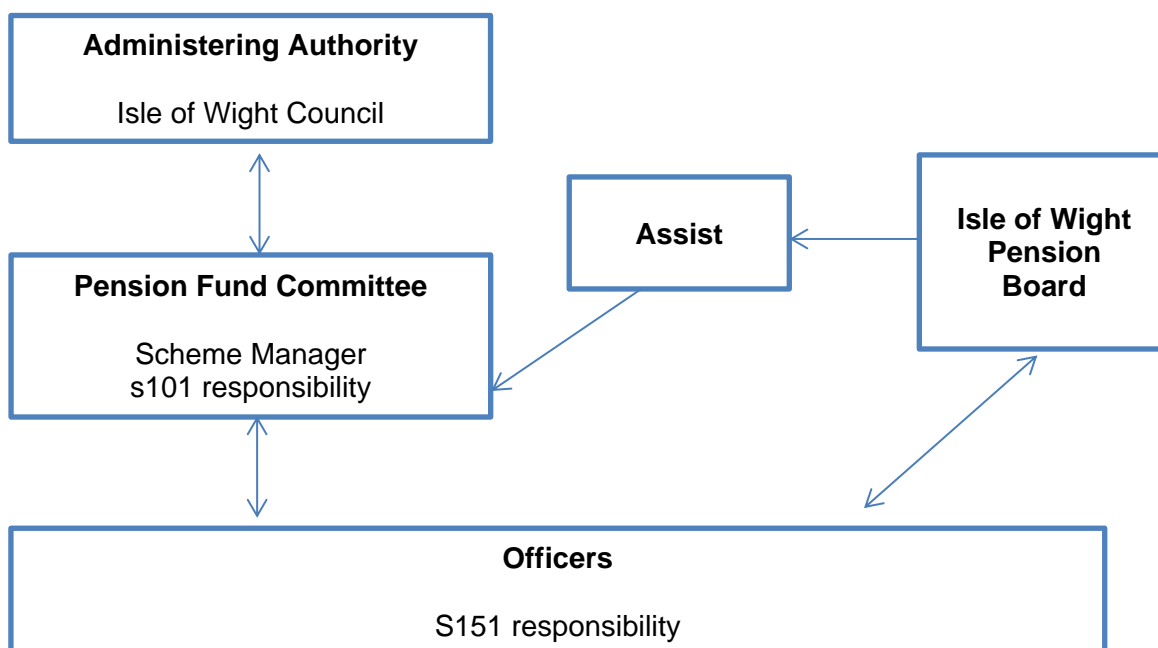 Administering Authority
Isle of Wight Council
Assist
Isle of Wight
Pension
Board
Pension Fund Committee
Scheme Manager
s101 responsibility
Officers
S151 responsibility